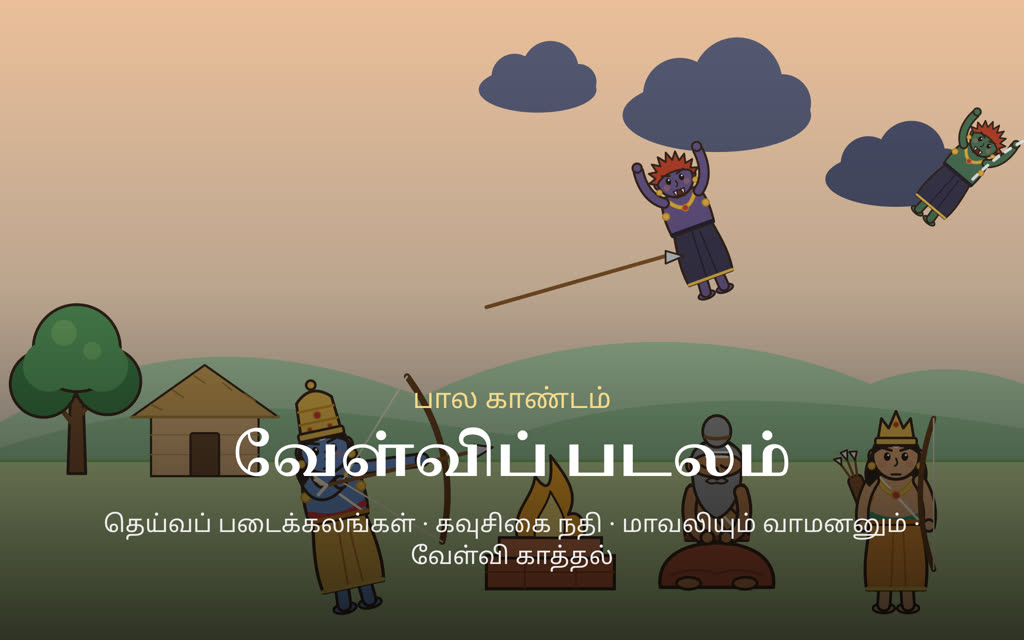 பால காண்டம்
வேள்விப் படலம்
தெய்வப் படைக்கலங்கள் · கவுசிகை நதி · மாவலியும் வாமனனும் ·
வேள்வி காத்தல்